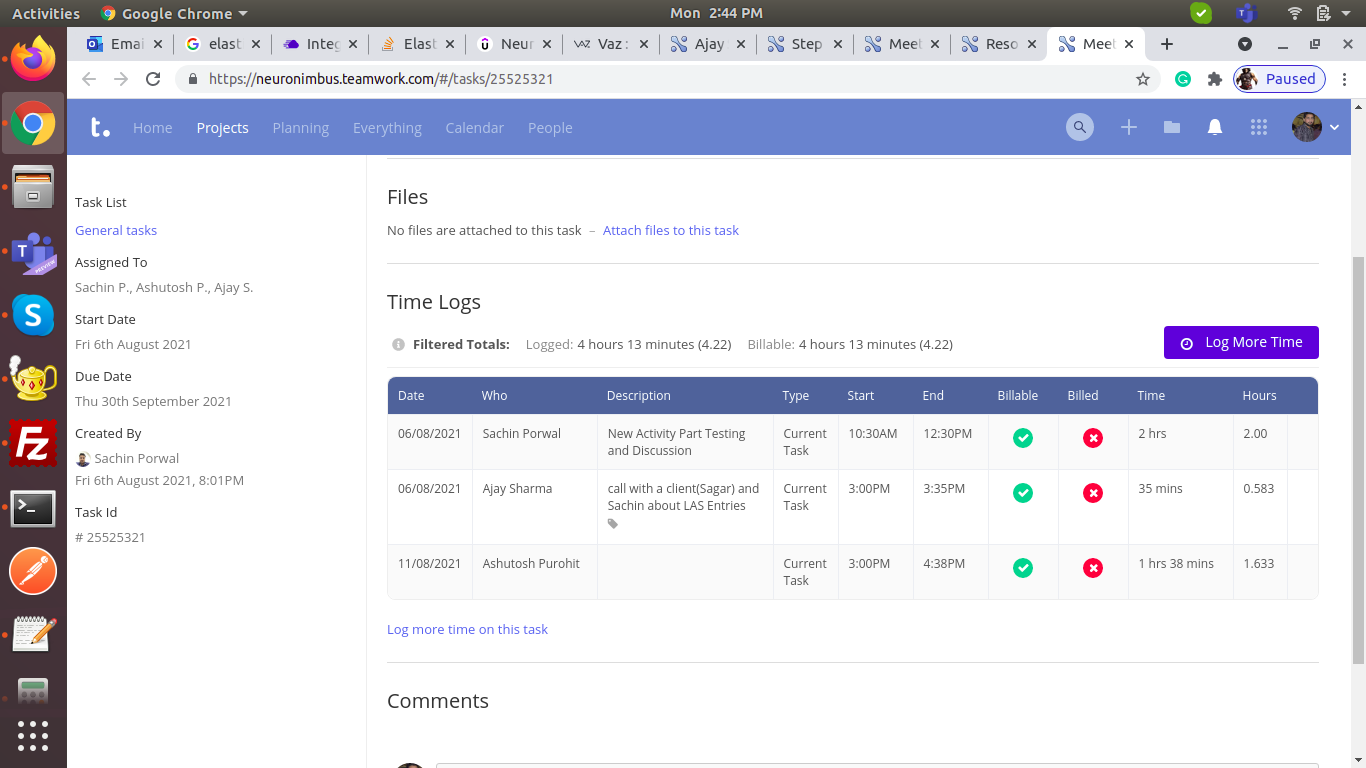 Activities Google Chrome Mon 2:44 PM
Emai elast Integ Elast Neur Vaz : Ajay Step Meet Reso Meet
https://neuronimbus.teamwork.com/#/tasks/25525321 Paused
t. Home Projects Planning Everything Calendar People
Task List
General tasks
Assigned To
Sachin P., Ashutosh P., Ajay S.
Start Date
Fri 6th August 2021
Due Date
Thu 30th September 2021
Created By
Sachin Porwal
Fri 6th August 2021, 8:01PM
Task Id
# 25525321
Files
No files are attached to this task – Attach files to this task
Time Logs
Filtered Totals: Logged: 4 hours 13 minutes (4.22) Billable: 4 hours 13 minutes (4.22) Log More Time
Date Who Description Type Start End Billable Billed Time Hours
06/08/2021 Sachin Porwal New Activity Part Testing Current 10:30AM 12:30PM 2 hrs 2.00
and Discussion Task
06/08/2021 Ajay Sharma call with a client(Sagar) and Current 3:00PM 3:35PM 35 mins 0.583
Sachin about LAS Entries Task
11/08/2021 Ashutosh Purohit Current 3:00PM 4:38PM 1 hrs 38 mins 1.633
Task
Log more time on this task
Comments